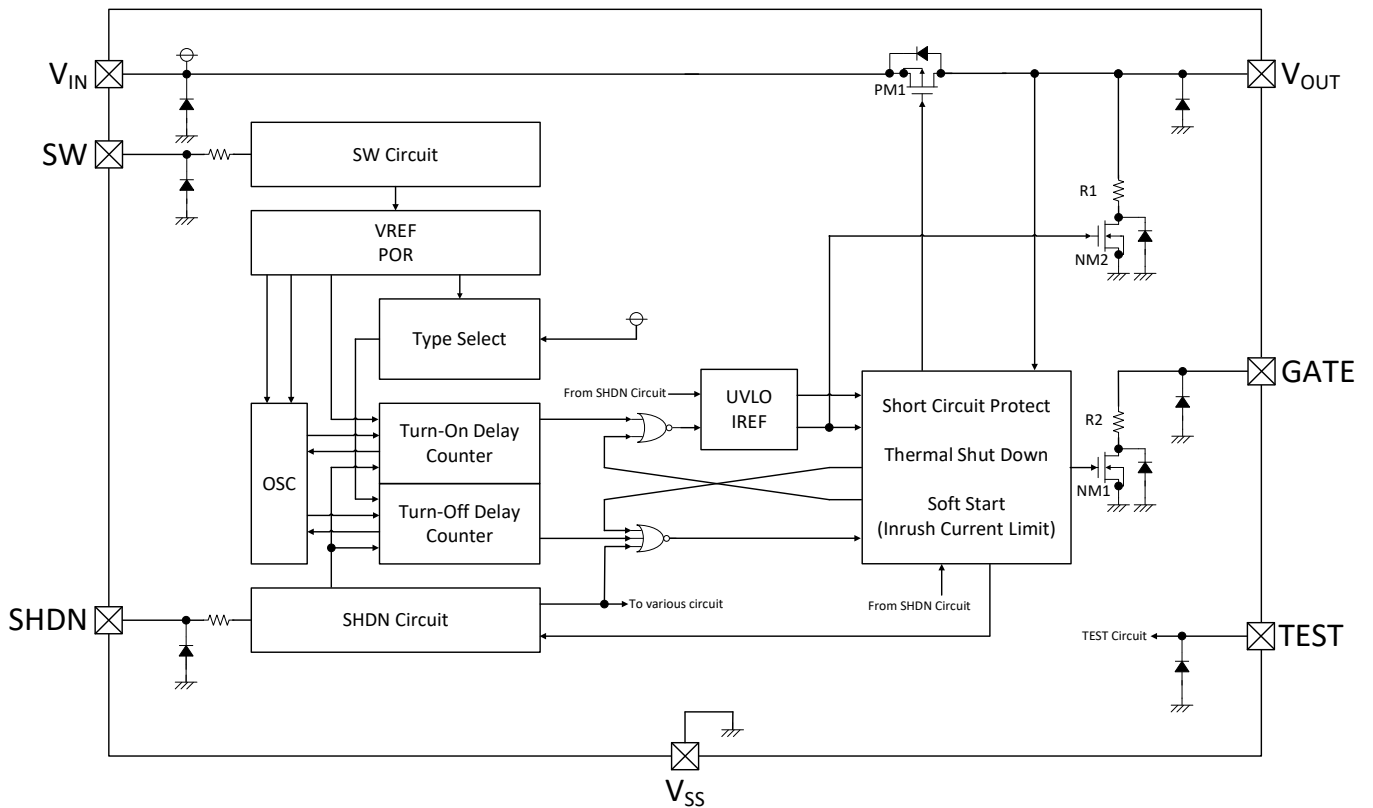 VIN
PM1
VOUT
SW
SW Circuit
R1
VREF
POR
NM2
Type Select
GATE
From SHDN Circuit
UVLO
IREF
Short Circuit Protect
R2
Turn-On Delay
Counter
Thermal Shut Down
OSC
NM1
Turn-Off Delay
Counter
Soft Start
(Inrush Current Limit)
To various circuit
From SHDN Circuit
SHDN
SHDN Circuit
TEST Circuit
TEST
VSS